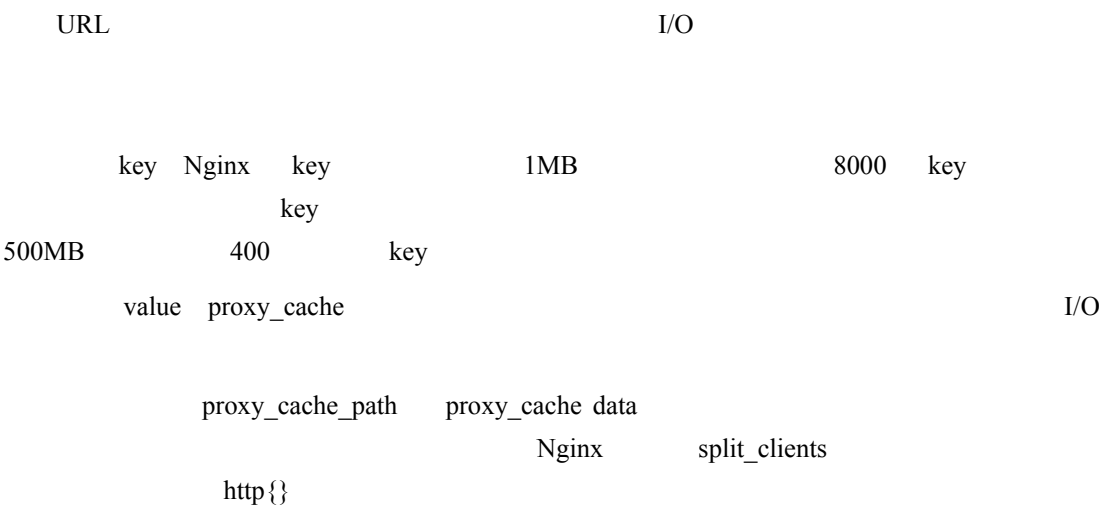 URL I/O
key Nginx key 1MB 8000 key
key
500MB 400 key
value proxy_cache I/O
proxy_cache_path proxy_cache data
Nginx split_clients
http{}